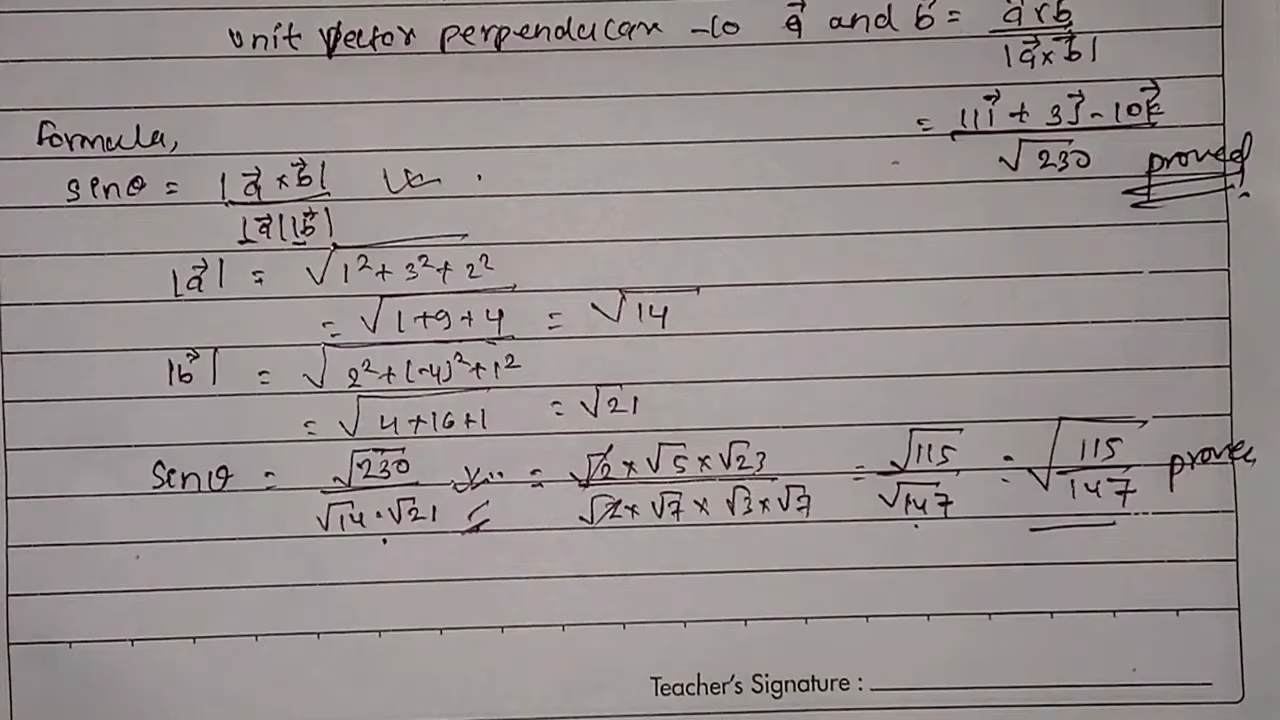 unit vector perpenducar to a⃗ and b⃗ = a⃗×b⃗ / |a⃗×b⃗|
= 11i⃗ + 3j⃗ - 10k⃗ / √230 proved
Formula,
sinθ = |a⃗×b⃗| / |a⃗||b⃗|
|a⃗| = √1²+3²+2²
= √1+9+4 = √14
|b⃗| = √2²+(-4)²+1²
= √4+16+1 = √21
Sinθ = √230 / √14·√21 = √2×√5×√23 / √2×√7×√3×√7 = √115 / √147 = √115/147 prove
Teacher's Signature :